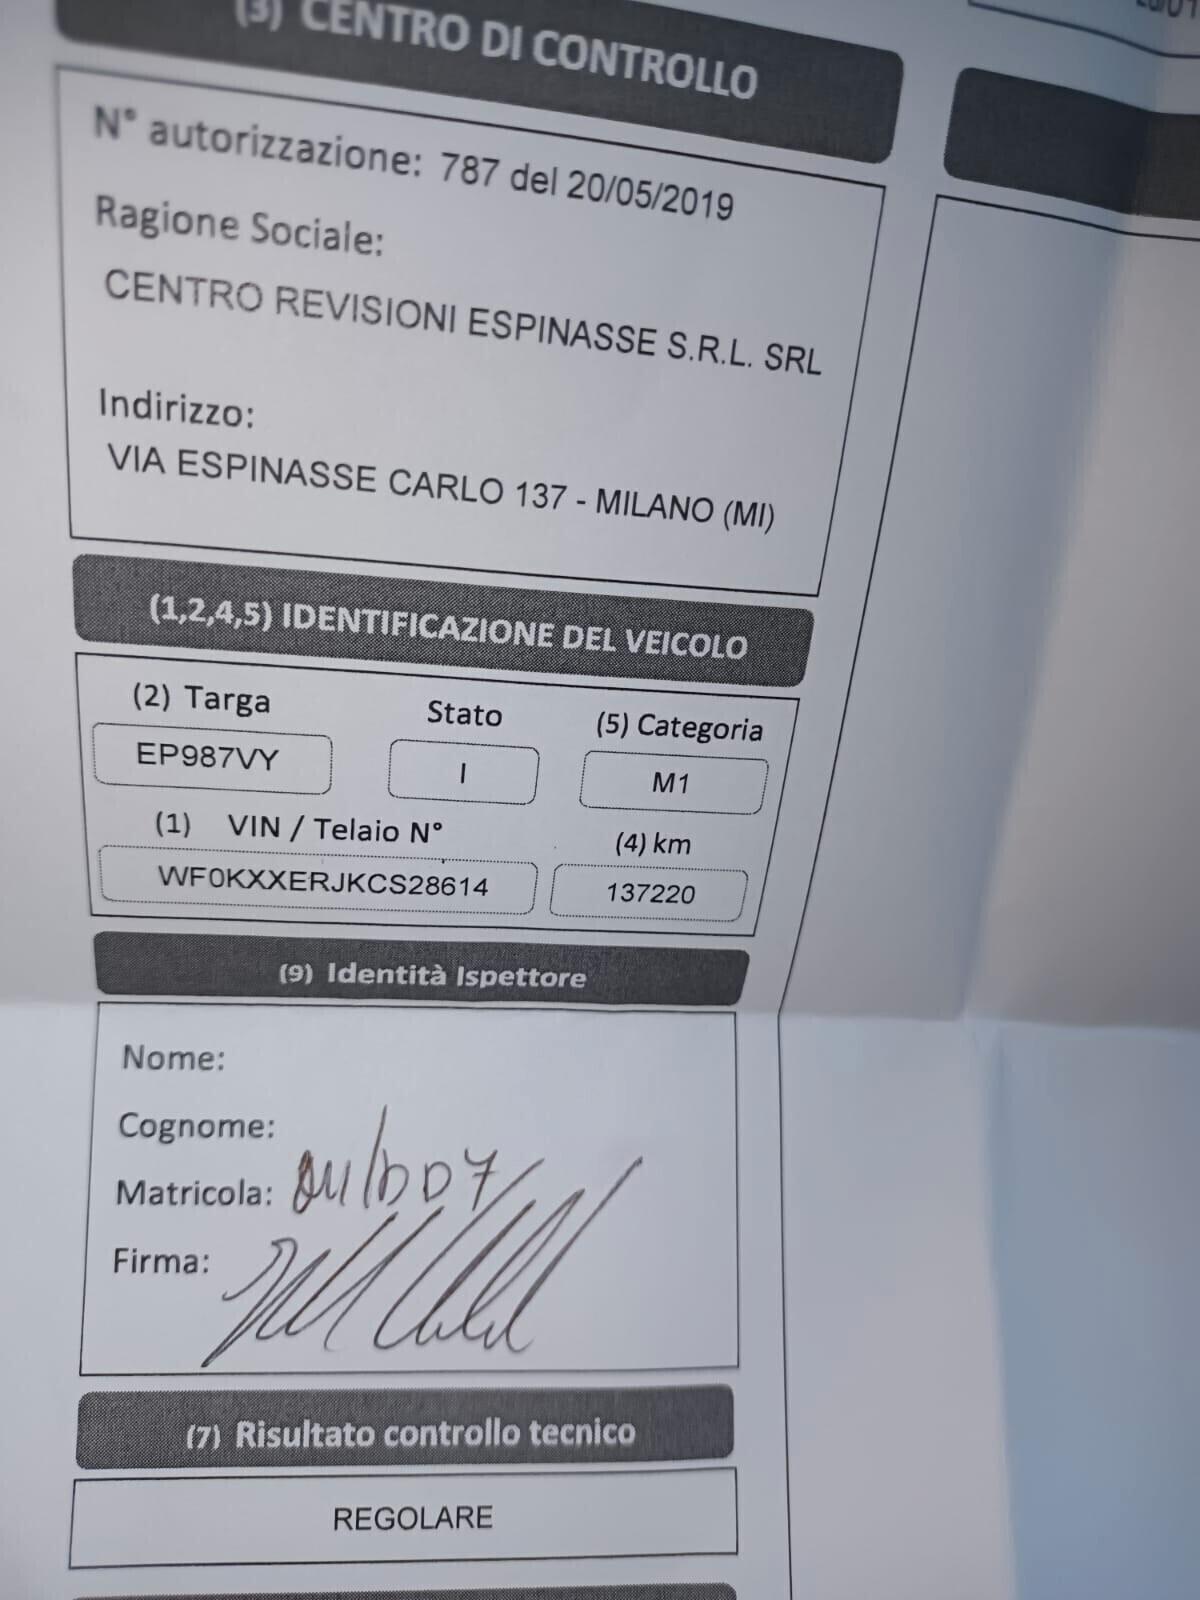 (3) CENTRO DI CONTROLLO
N° autorizzazione: 787 del 20/05/2019
Ragione Sociale:
CENTRO REVISIONI ESPINASSE S.R.L. SRL
Indirizzo:
VIA ESPINASSE CARLO 137 - MILANO (MI)
(1,2,4,5) IDENTIFICAZIONE DEL VEICOLO
(2) Targa Stato (5) Categoria
EP987VY I M1
(1) VIN / Telaio N° (4) km
WF0KXXERJKCS28614 137220
(9) Identità Ispettore
Nome:
Cognome:
Matricola:
Firma:
(7) Risultato controllo tecnico
REGOLARE